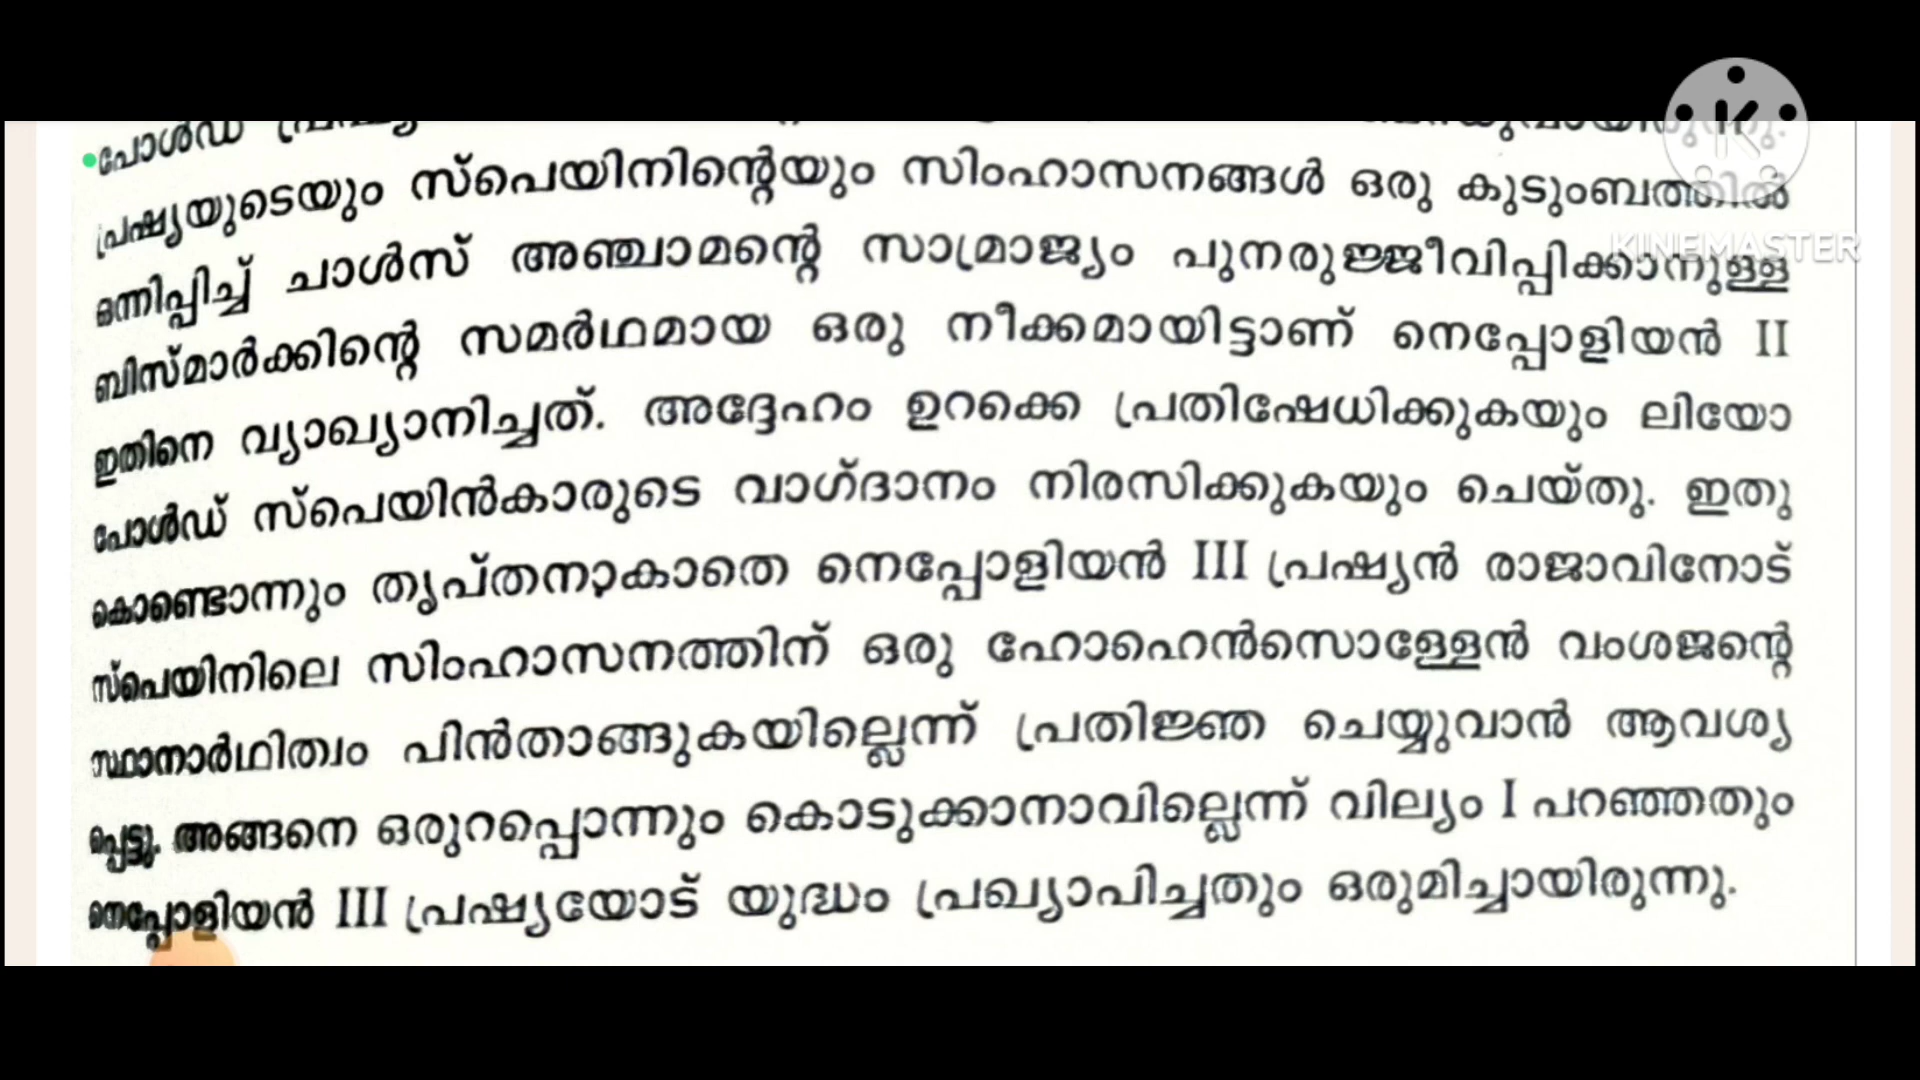 പോൾഡ്
പ്രഷ്യയുടെയും സ്പെയിനിന്റെയും സിംഹാസനങ്ങൾ ഒരു കുടുംബത്തിൽ
ഒന്നിപ്പിച്ച് ചാൾസ് അഞ്ചാമന്റെ സാമ്രാജ്യം പുനരുജ്ജീവിപ്പിക്കാനുള്ള
ബിസ്മാർക്കിന്റെ സമർഥമായ ഒരു നീക്കമായിട്ടാണ് നെപ്പോളിയൻ II
ഇതിനെ വ്യാഖ്യാനിച്ചത്. അദ്ദേഹം ഉറക്കെ പ്രതിഷേധിക്കുകയും ലിയോ
പോൾഡ് സ്പെയിൻകാരുടെ വാഗ്ദാനം നിരസിക്കുകയും ചെയ്തു. ഇതു
കൊണ്ടൊന്നും തൃപ്തനാകാതെ നെപ്പോളിയൻ III പ്രഷ്യൻ രാജാവിനോട്
സ്പെയിനിലെ സിംഹാസനത്തിന് ഒരു ഹോഹെൻസൊള്ളേൻ വംശജന്റെ
സ്ഥാനാർഥിത്വം പിൻതാങ്ങുകയില്ലെന്ന് പ്രതിജ്ഞ ചെയ്യുവാൻ ആവശ്യ
പ്പെട്ടു. അങ്ങനെ ഒരുറപ്പൊന്നും കൊടുക്കാനാവില്ലെന്ന് വില്യം I പറഞ്ഞതും
നെപ്പോളിയൻ III പ്രഷ്യയോട് യുദ്ധം പ്രഖ്യാപിച്ചതും ഒരുമിച്ചായിരുന്നു.
K
KINEMASTER